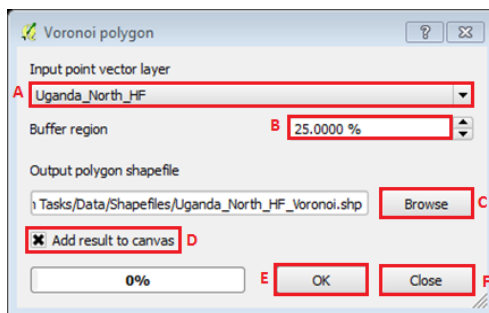 Voronoi polygon
Input point vector layer
A Uganda_North_HF
Buffer region B 25.0000 %
Output polygon shapefile
Tasks/Data/Shapefiles/Uganda_North_HF_Voronoi.shp Browse C
Add result to canvas D
0% E OK Close F